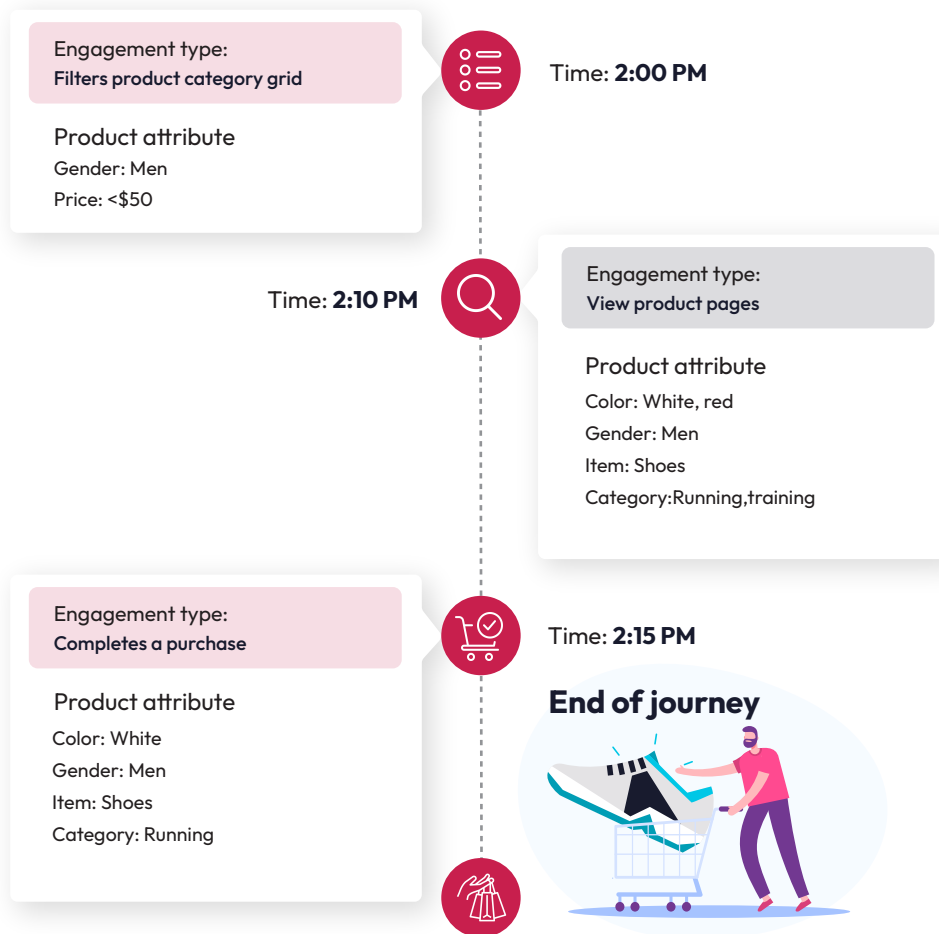 Engagement type:
Filters product category grid
Time: 2:00 PM
Product attribute
Gender: Men
Price: <$50
Time: 2:10 PM
Engagement type:
View product pages
Product attribute
Color: White, red
Gender: Men
Item: Shoes
Category:Running,training
Engagement type:
Completes a purchase
Time: 2:15 PM
End of journey
Product attribute
Color: White
Gender: Men
Item: Shoes
Category: Running